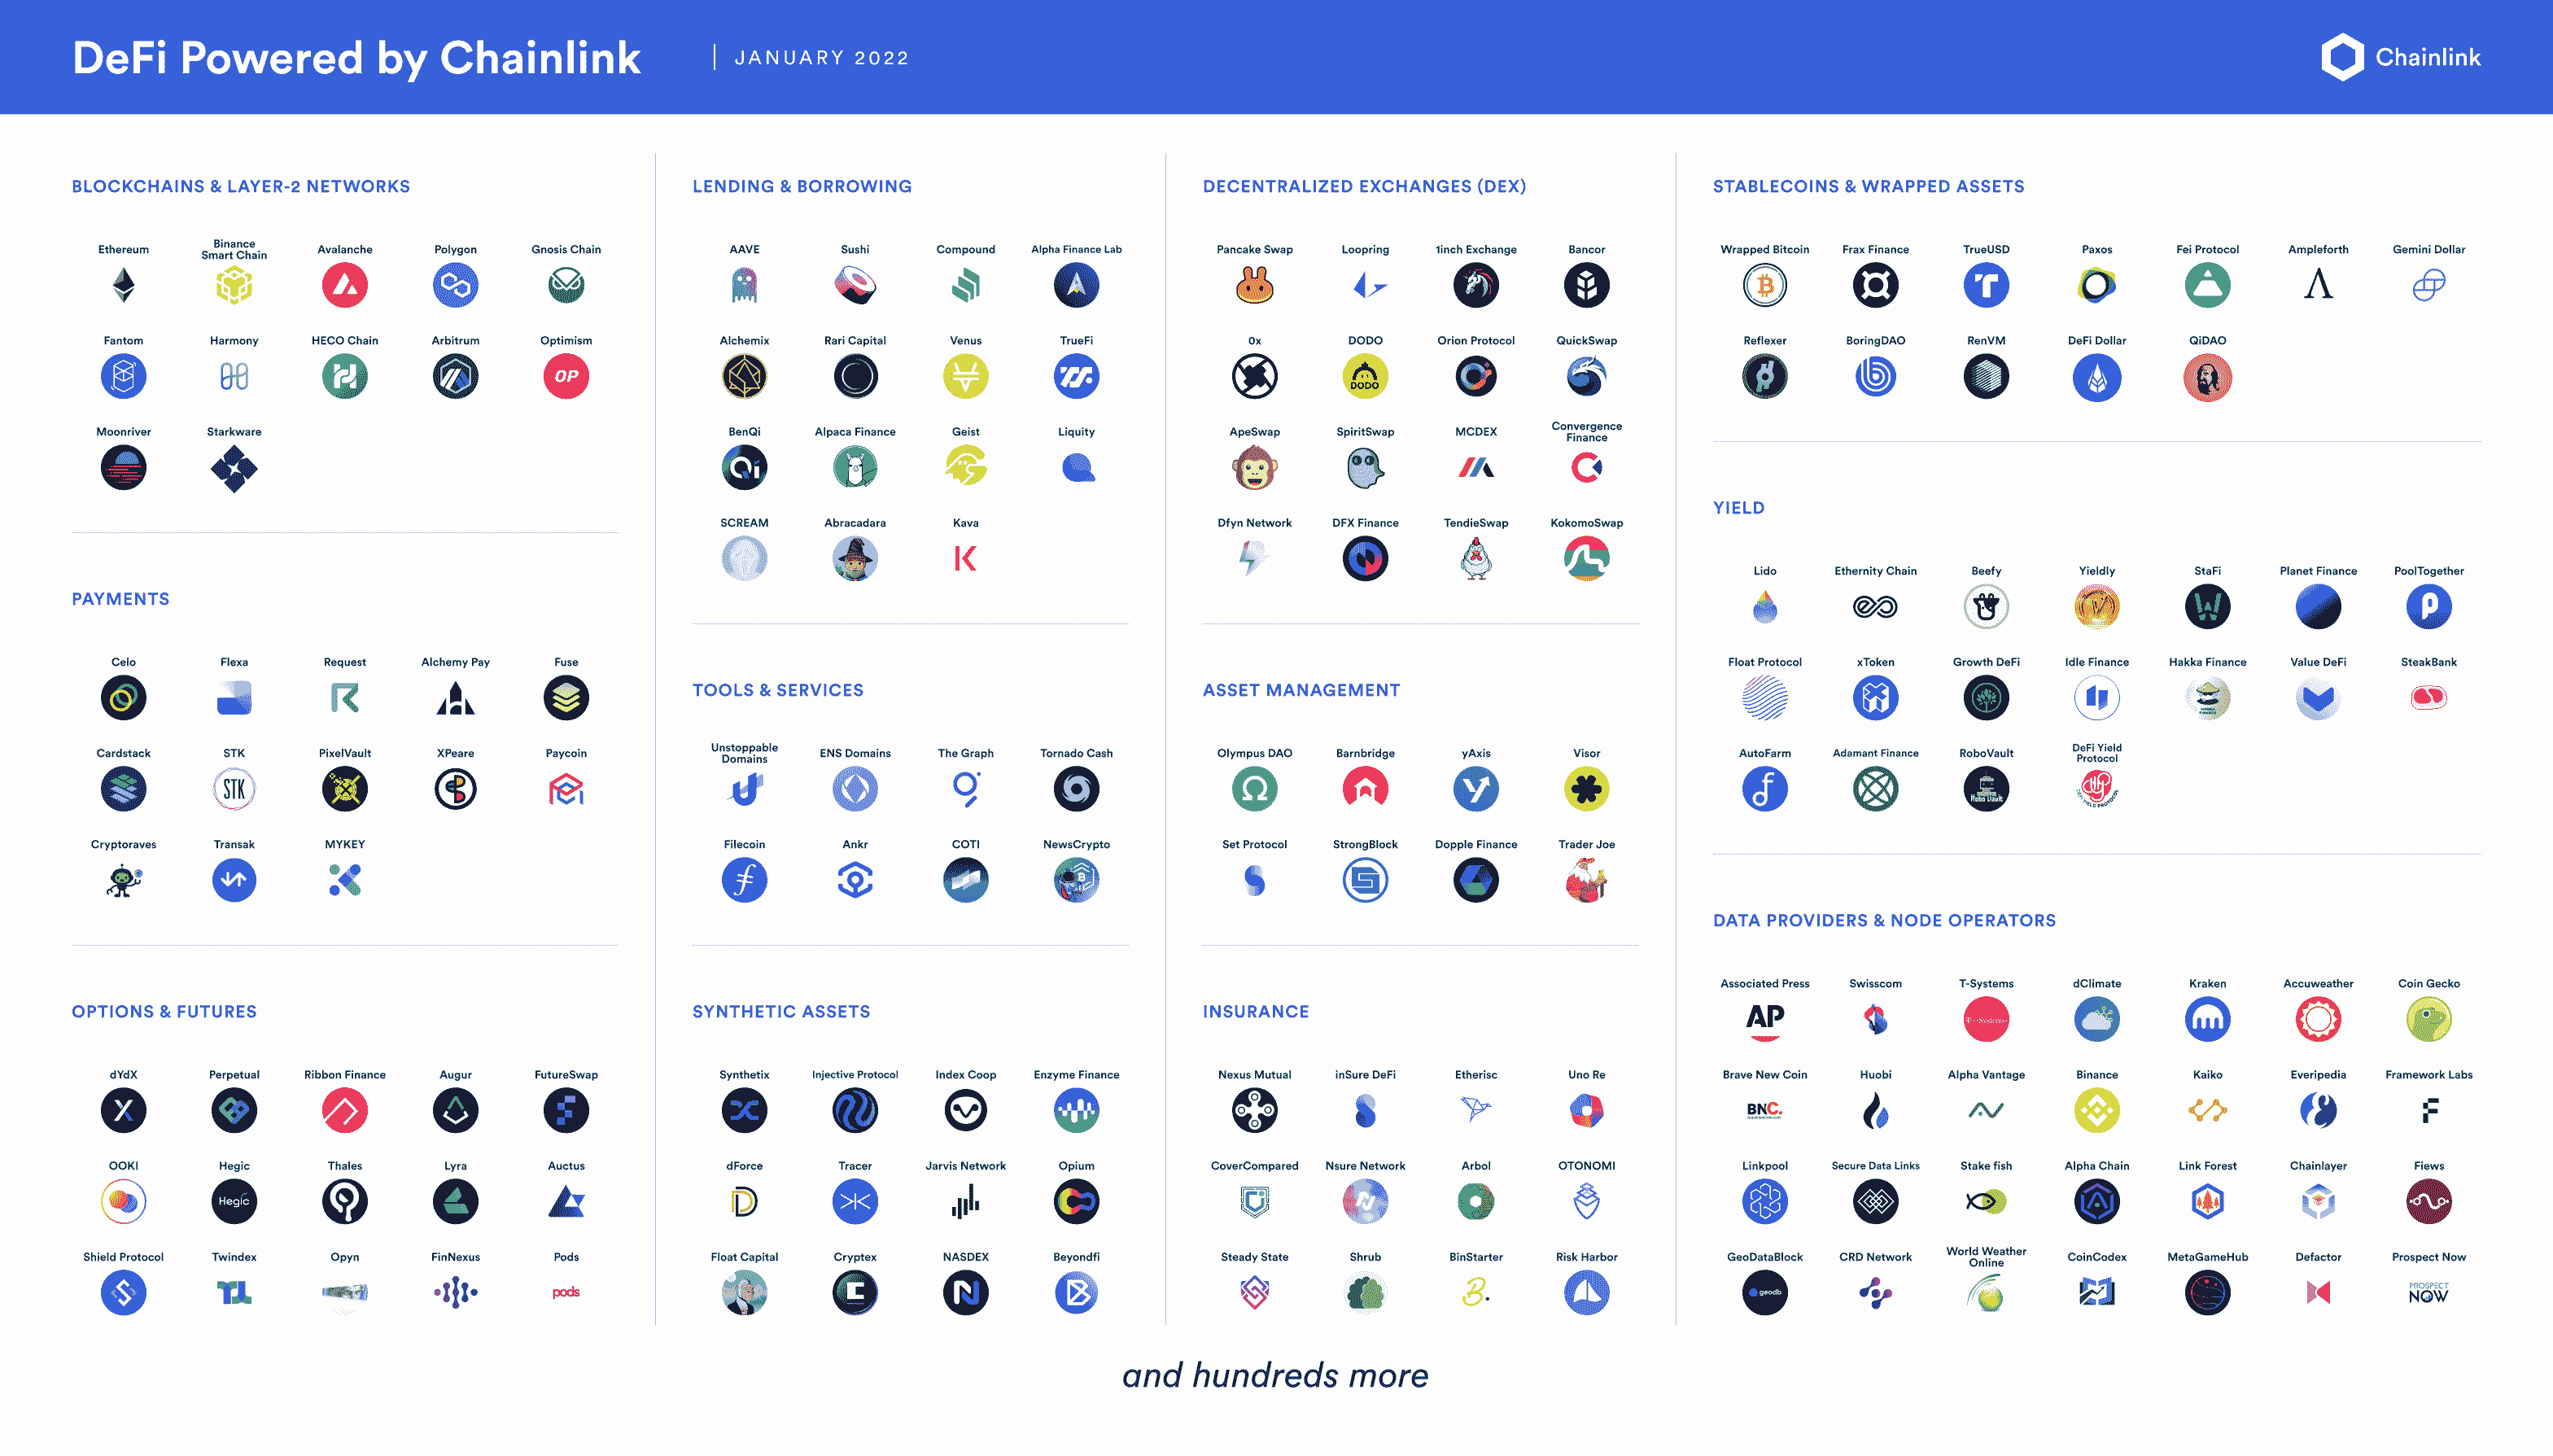 DeFi Powered by Chainlink
JANUARY 2022
Chainlink
BLOCKCHAINS & LAYER-2 NETWORKS
Ethereum
Binance
Smart Chain
Avalanche
Polygon
Gnosis Chain
Fantom
Harmony
HECO Chain
Arbitrum
Optimism
OP
Moonriver
Starkware
PAYMENTS
Celo
Flexa
Request
Alchemy Pay
Fuse
Cardstack
STK
STK
PixelVault
XPeare
Paycoin
Cryptoraves
Transak
MYKEY
OPTIONS & FUTURES
dYdX
Perpetual
Ribbon Finance
Augur
FutureSwap
OOKI
Hegic
Hegic
Thales
Lyra
Auctus
Shield Protocol
Twindex
Opyn
FinNexus
Pods
pods
LENDING & BORROWING
AAVE
Sushi
Compound
Alpha Finance Lab
Alchemix
Rari Capital
Venus
TrueFi
BenQi
Qi
Alpaca Finance
Geist
Liquity
SCREAM
Abracadara
Kava
K
TOOLS & SERVICES
Unstoppable
Domains
ENS Domains
The Graph
Tornado Cash
Filecoin
Ankr
COTI
NewsCrypto
SYNTHETIC ASSETS
Synthetix
Injective Protocol
Index Coop
Enzyme Finance
dForce
Tracer
Jarvis Network
Opium
Float Capital
Cryptex
NASDEX
Beyondfi
DECENTRALIZED EXCHANGES (DEX)
Pancake Swap
Loopring
1inch Exchange
Bancor
0x
DODO
DODO
Orion Protocol
QuickSwap
ApeSwap
SpiritSwap
MCDEX
Convergence
Finance
Dfyn Network
DFX Finance
TendieSwap
KokomoSwap
ASSET MANAGEMENT
Olympus DAO
Barnbridge
yAxis
Visor
Set Protocol
StrongBlock
Dopple Finance
Trader Joe
INSURANCE
Nexus Mutual
inSure DeFi
Etherisc
Uno Re
CoverCompared
Nsure Network
Arbol
OTONOMI
Steady State
Shrub
BinStarter
B.
Risk Harbor
STABLECOINS & WRAPPED ASSETS
Wrapped Bitcoin
Frax Finance
TrueUSD
Paxos
Fei Protocol
Ampleforth
Gemini Dollar
Reflexer
BoringDAO
RenVM
DeFi Dollar
QiDAO
YIELD
Lido
Ethernity Chain
Beefy
Yieldly
StaFi
Planet Finance
PoolTogether
Float Protocol
xToken
Growth DeFi
Idle Finance
Hakka Finance
Value DeFi
SteakBank
AutoFarm
Adamant Finance
RoboVault
Robo Vault
DeFi Yield
Protocol
DATA PROVIDERS & NODE OPERATORS
Associated Press
AP
Swisscom
T-Systems
dClimate
Kraken
Accuweather
Coin Gecko
Brave New Coin
BNC.
Huobi
Alpha Vantage
Binance
Kaiko
Everipedia
Framework Labs
Linkpool
Secure Data Links
Stake fish
Alpha Chain
Link Forest
Chainlayer
Fiews
GeoDataBlock
geodb
CRD Network
World Weather
Online
CoinCodex
MetaGameHub
Defactor
Prospect Now
PROSPECT
NOW
and hundreds more